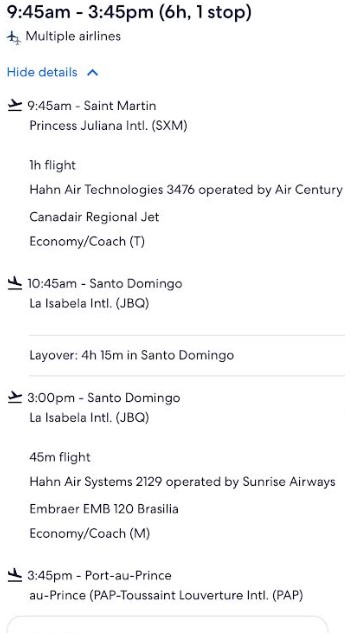 9:45am - 3:45pm (6h, 1 stop)
Multiple airlines
Hide details
9:45am - Saint Martin
Princess Juliana Intl. (SXM)
1h flight
Hahn Air Technologies 3476 operated by Air Century
Canadair Regional Jet
Economy/Coach (T)
10:45am - Santo Domingo
La Isabela Intl. (JBQ)
Layover: 4h 15m in Santo Domingo
3:00pm - Santo Domingo
La Isabela Intl. (JBQ)
45m flight
Hahn Air Systems 2129 operated by Sunrise Airways
Embraer EMB 120 Brasilia
Economy/Coach (M)
3:45pm - Port-au-Prince
au-Prince (PAP-Toussaint Louverture Intl. (PAP)